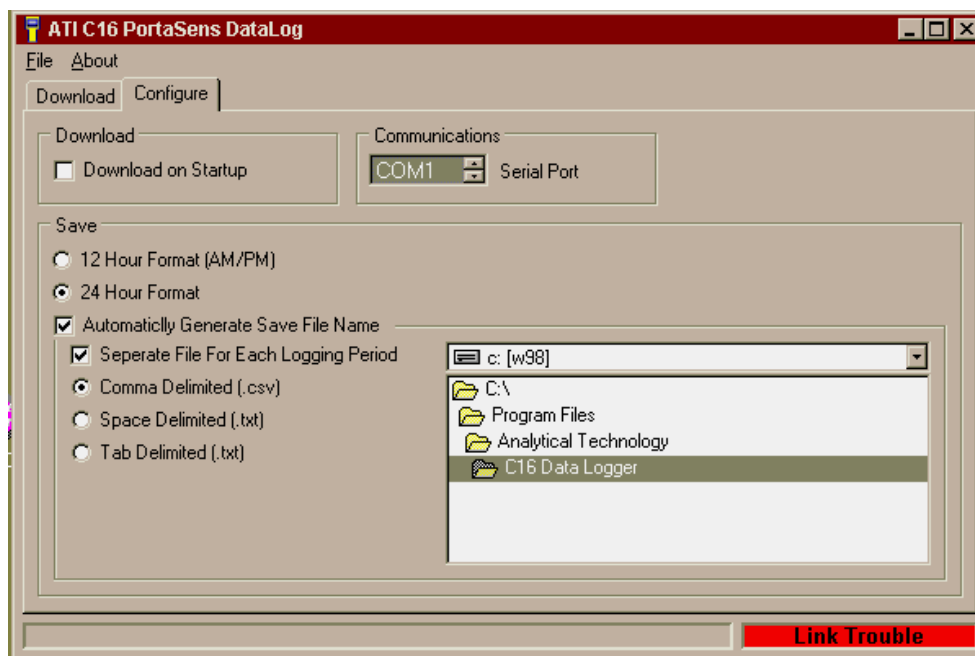 ATI C16 PortaSens DataLog
File About
Download Configure
Download
Download on Startup
Communications
COM1 Serial Port
Save
12 Hour Format (AM/PM)
24 Hour Format
Automaticlly Generate Save File Name
Seperate File For Each Logging Period
Comma Delimited (.csv)
Space Delimited (.txt)
Tab Delimited (.txt)
c: [w98]
C:\
Program Files
Analytical Technology
C16 Data Logger
Link Trouble